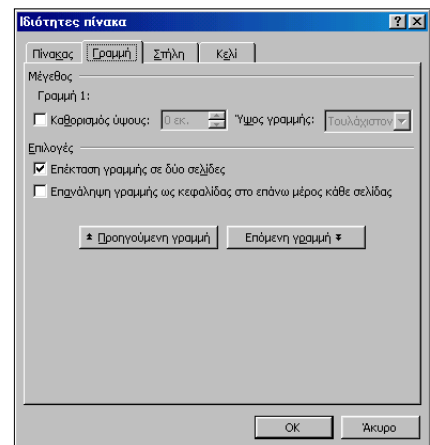 Ιδιότητες πίνακα
Πίνακας Γραμμή Στήλη Κελί
Μέγεθος
Γραμμή 1:
Καθορισμός ύψους: 0 εκ. Ύψος γραμμής: Τουλάχιστον
Επιλογές
Επέκταση γραμμής σε δύο σελίδες
Επανάληψη γραμμής ως κεφαλίδας στο επάνω μέρος κάθε σελίδας
Προηγούμενη γραμμή Επόμενη γραμμή
OK Άκυρο